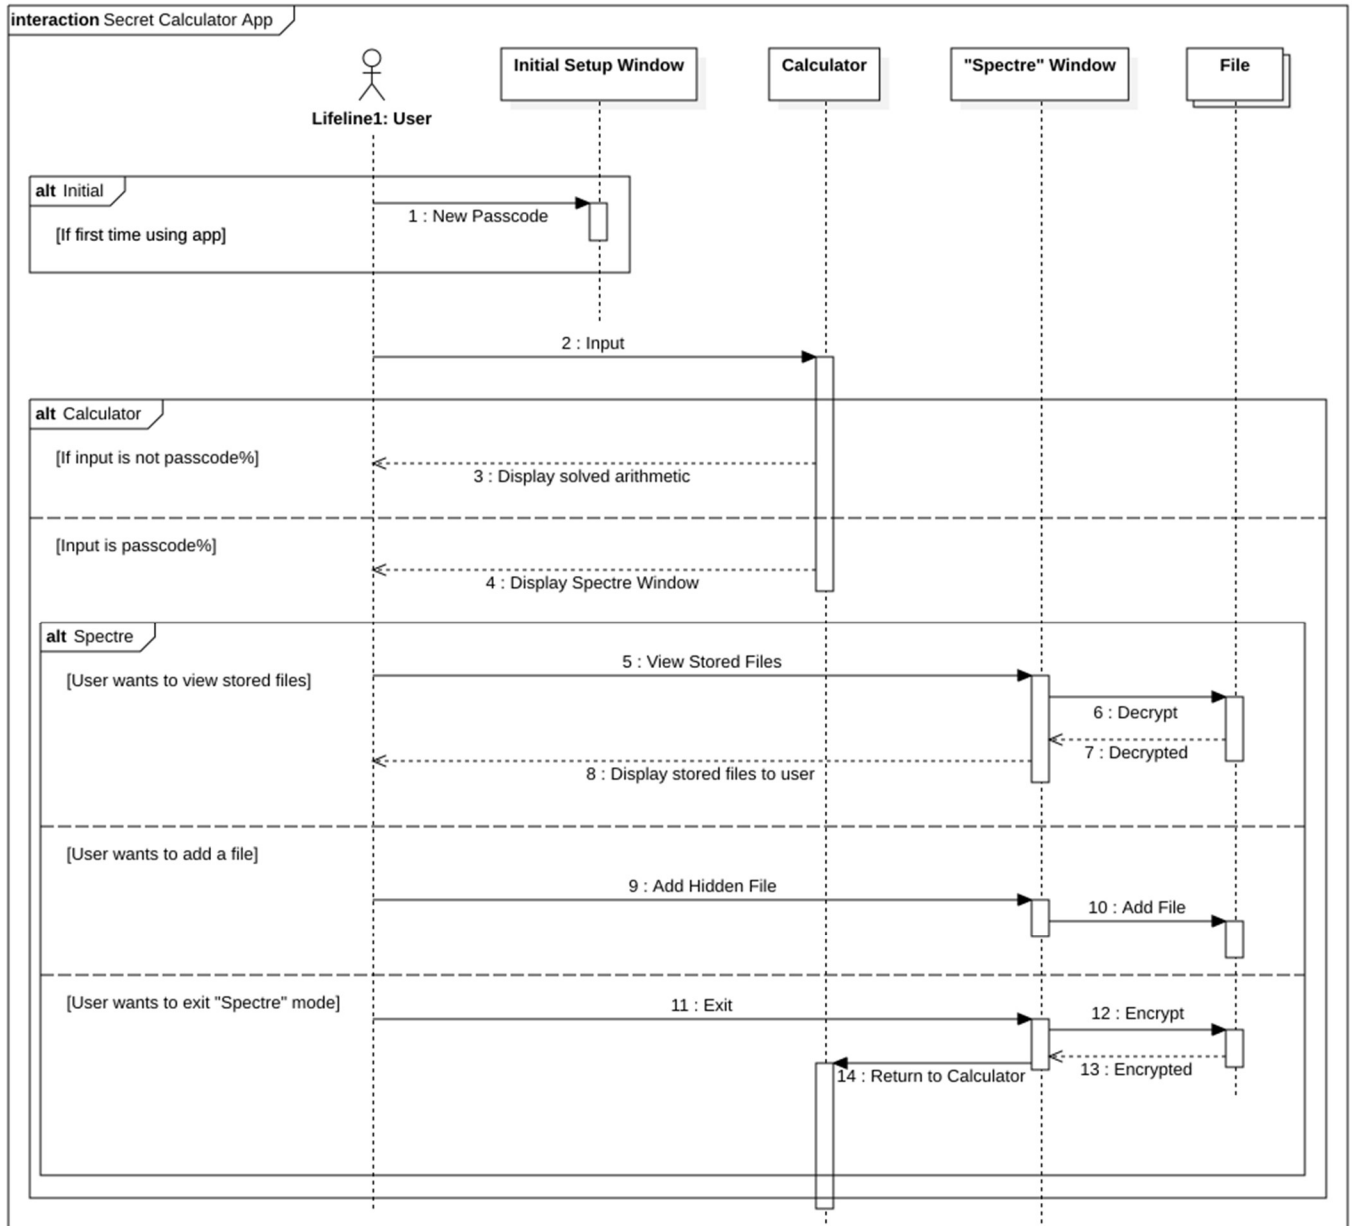 interaction Secret Calculator App
Lifeline1: User
Initial Setup Window
Calculator
"Spectre" Window
File
alt Initial
1 : New Passcode
[If first time using app]
2 : Input
alt Calculator
[If input is not passcode%]
3 : Display solved arithmetic
[Input is passcode%]
4 : Display Spectre Window
alt Spectre
5 : View Stored Files
[User wants to view stored files]
6 : Decrypt
7 : Decrypted
8 : Display stored files to user
[User wants to add a file]
9 : Add Hidden File
10 : Add File
[User wants to exit "Spectre" mode]
11 : Exit
12 : Encrypt
13 : Encrypted
14 : Return to Calculator